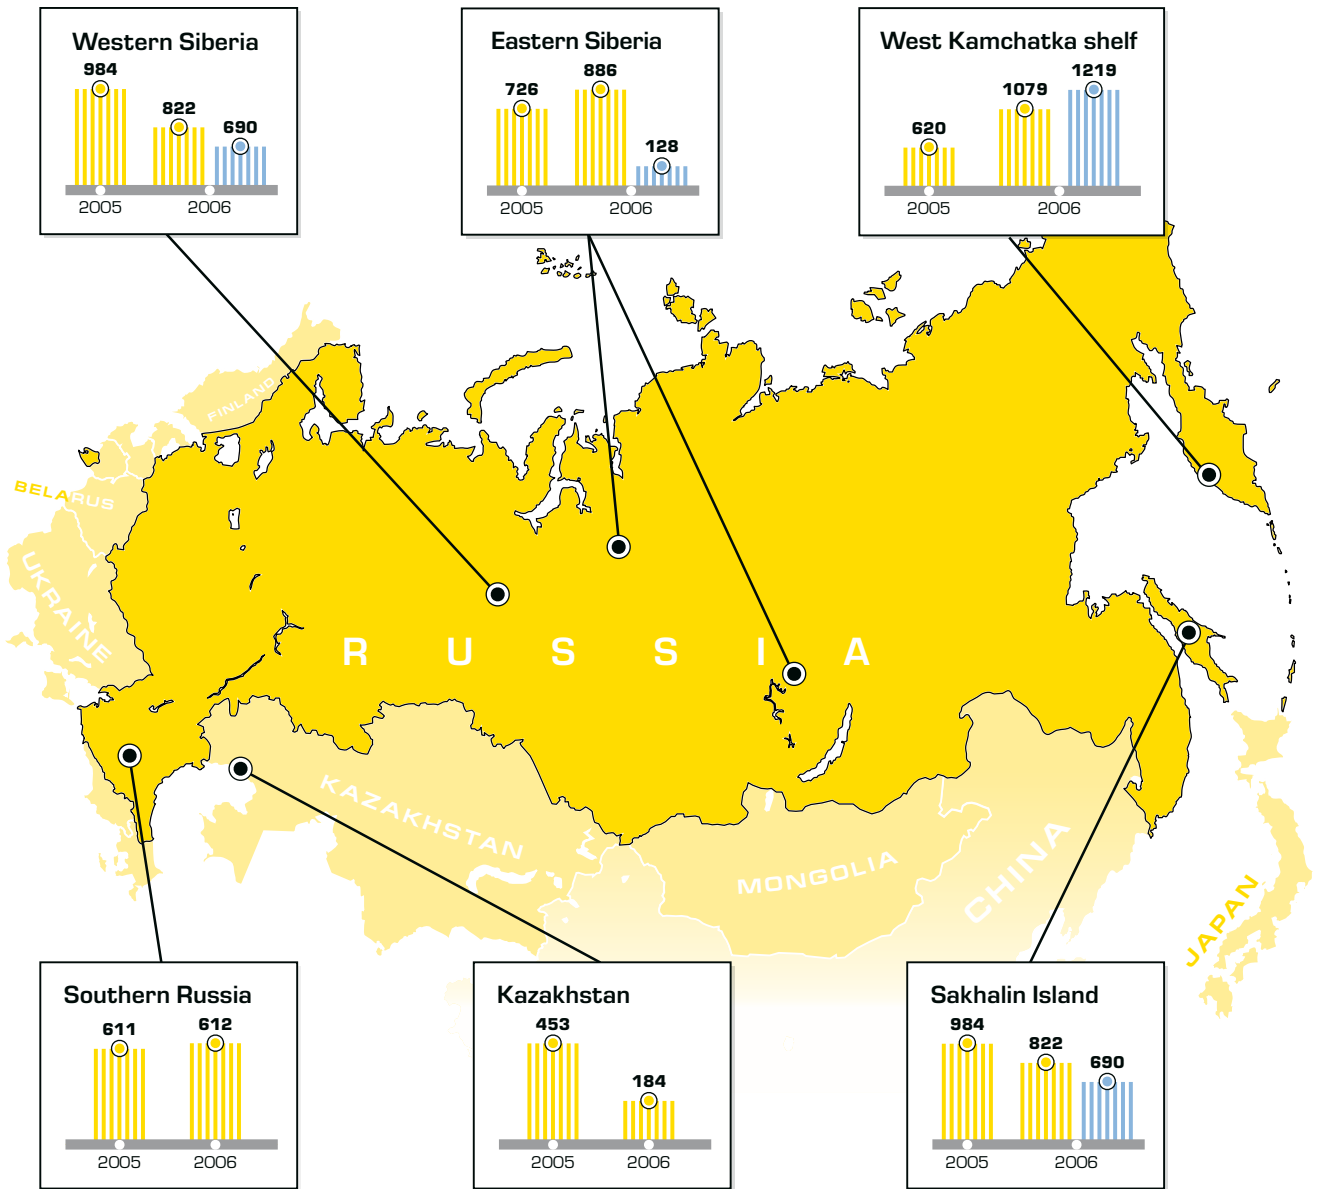 Western Siberia
984
822
690
2005
2006
Eastern Siberia
726
886
128
2005
2006
West Kamchatka shelf
620
1079
1219
2005
2006
FINLAND
BELARUS
UKRAINE
RUSSIA
KAZAKHSTAN
MONGOLIA
CHINA
JAPAN
Southern Russia
611
612
2005
2006
Kazakhstan
453
184
2005
2006
Sakhalin Island
984
822
690
2005
2006